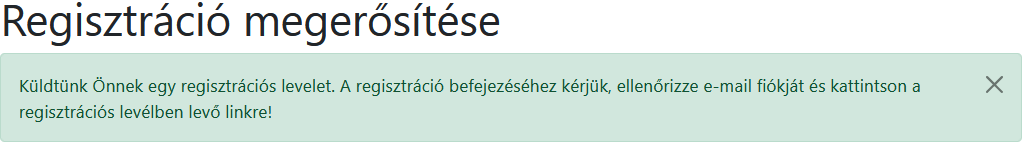 Regisztráció megerősítése
Küldtünk Önnek egy regisztrációs levelet. A regisztráció befejezéséhez kérjük, ellenőrizze e-mail fiókját és kattintson a
regisztrációs levélben levő linkre!